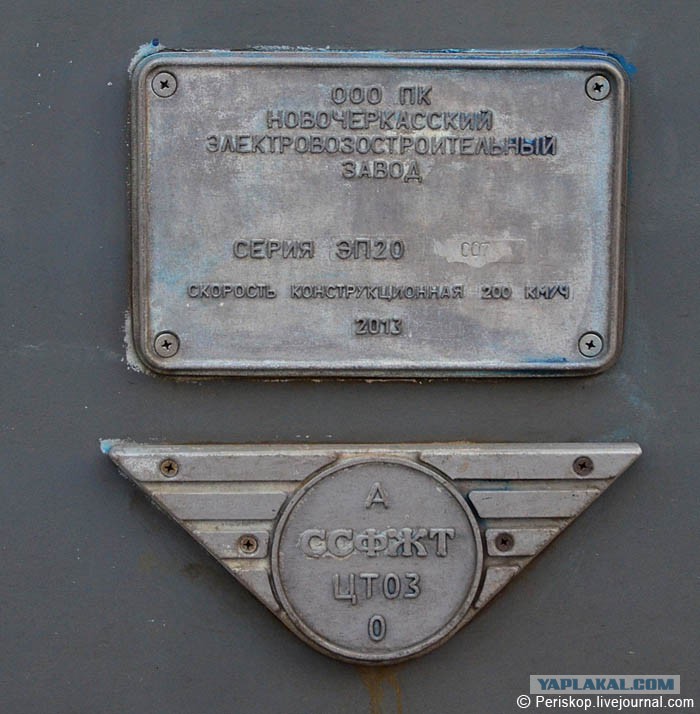 ООО ПК
НОВОЧЕРКАССКИЙ
ЭЛЕКТРОВОЗОСТРОИТЕЛЬНЫЙ
ЗАВОД
СЕРИЯ ЭП20 007
СКОРОСТЬ КОНСТРУКЦИОННАЯ 200 КМ/Ч
2013
А
ССФЖТ
ЦТ03
0
YAPLAKAL.COM
© Periskop.livejournal.com